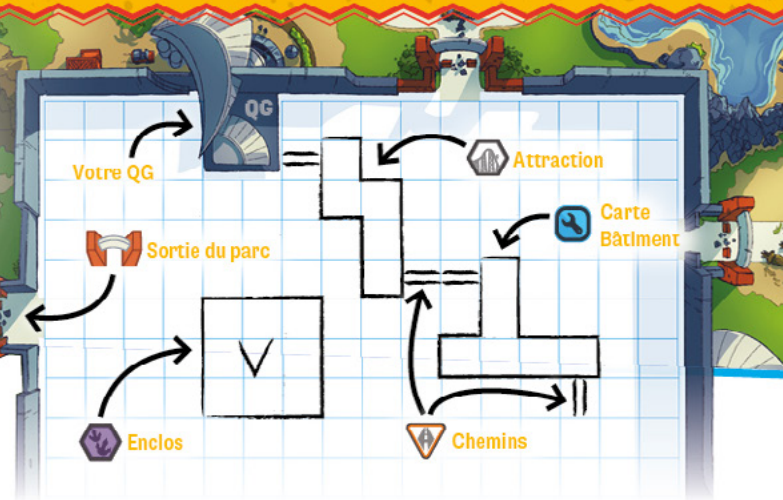 QG
Votre QG
Attraction
Carte
Bâtiment
Sortie du parc
V
Enclos
Chemins